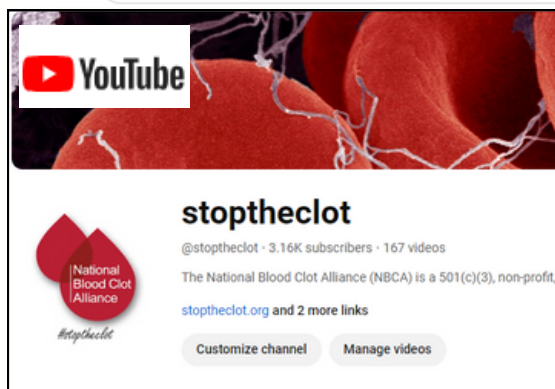 YouTube
stoptheclot
@stoptheclot · 3.16K subscribers · 167 videos
The National Blood Clot Alliance (NBCA) is a 501(c)(3), non-profit,
National
Blood Clot
Alliance
stoptheclot.org and 2 more links
#stoptheclot
Customize channel
Manage videos